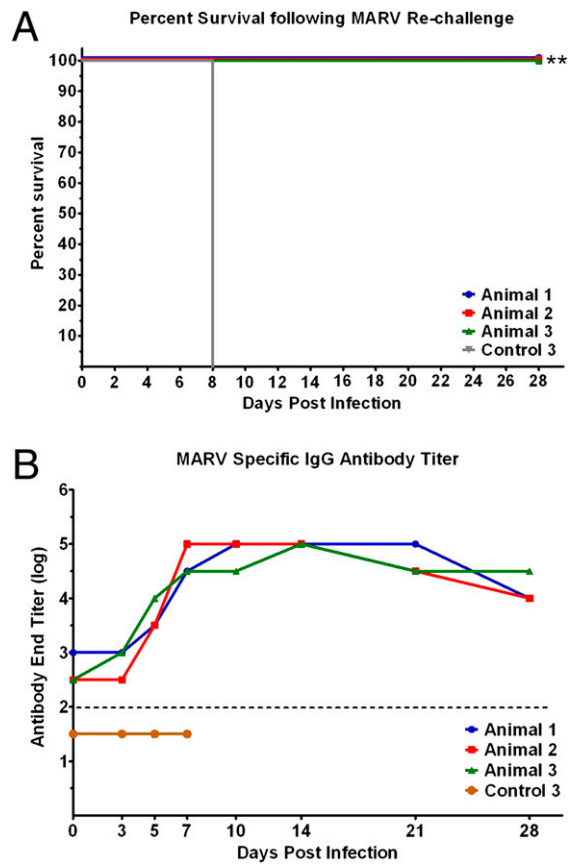 A
Percent Survival following MARV Re-challenge
Percent survival
100
90
80
70
60
50
40
30
20
10
**
Animal 1
Animal 2
Animal 3
Control 3
0 2 4 6 8 10 12 14 16 18 20 22 24 26 28
Days Post Infection
B
MARV Specific IgG Antibody Titer
Antibody End Titer (log)
6
5
4
3
2
1
Animal 1
Animal 2
Animal 3
Control 3
0 3 5 7 10 14 21 28
Days Post Infection